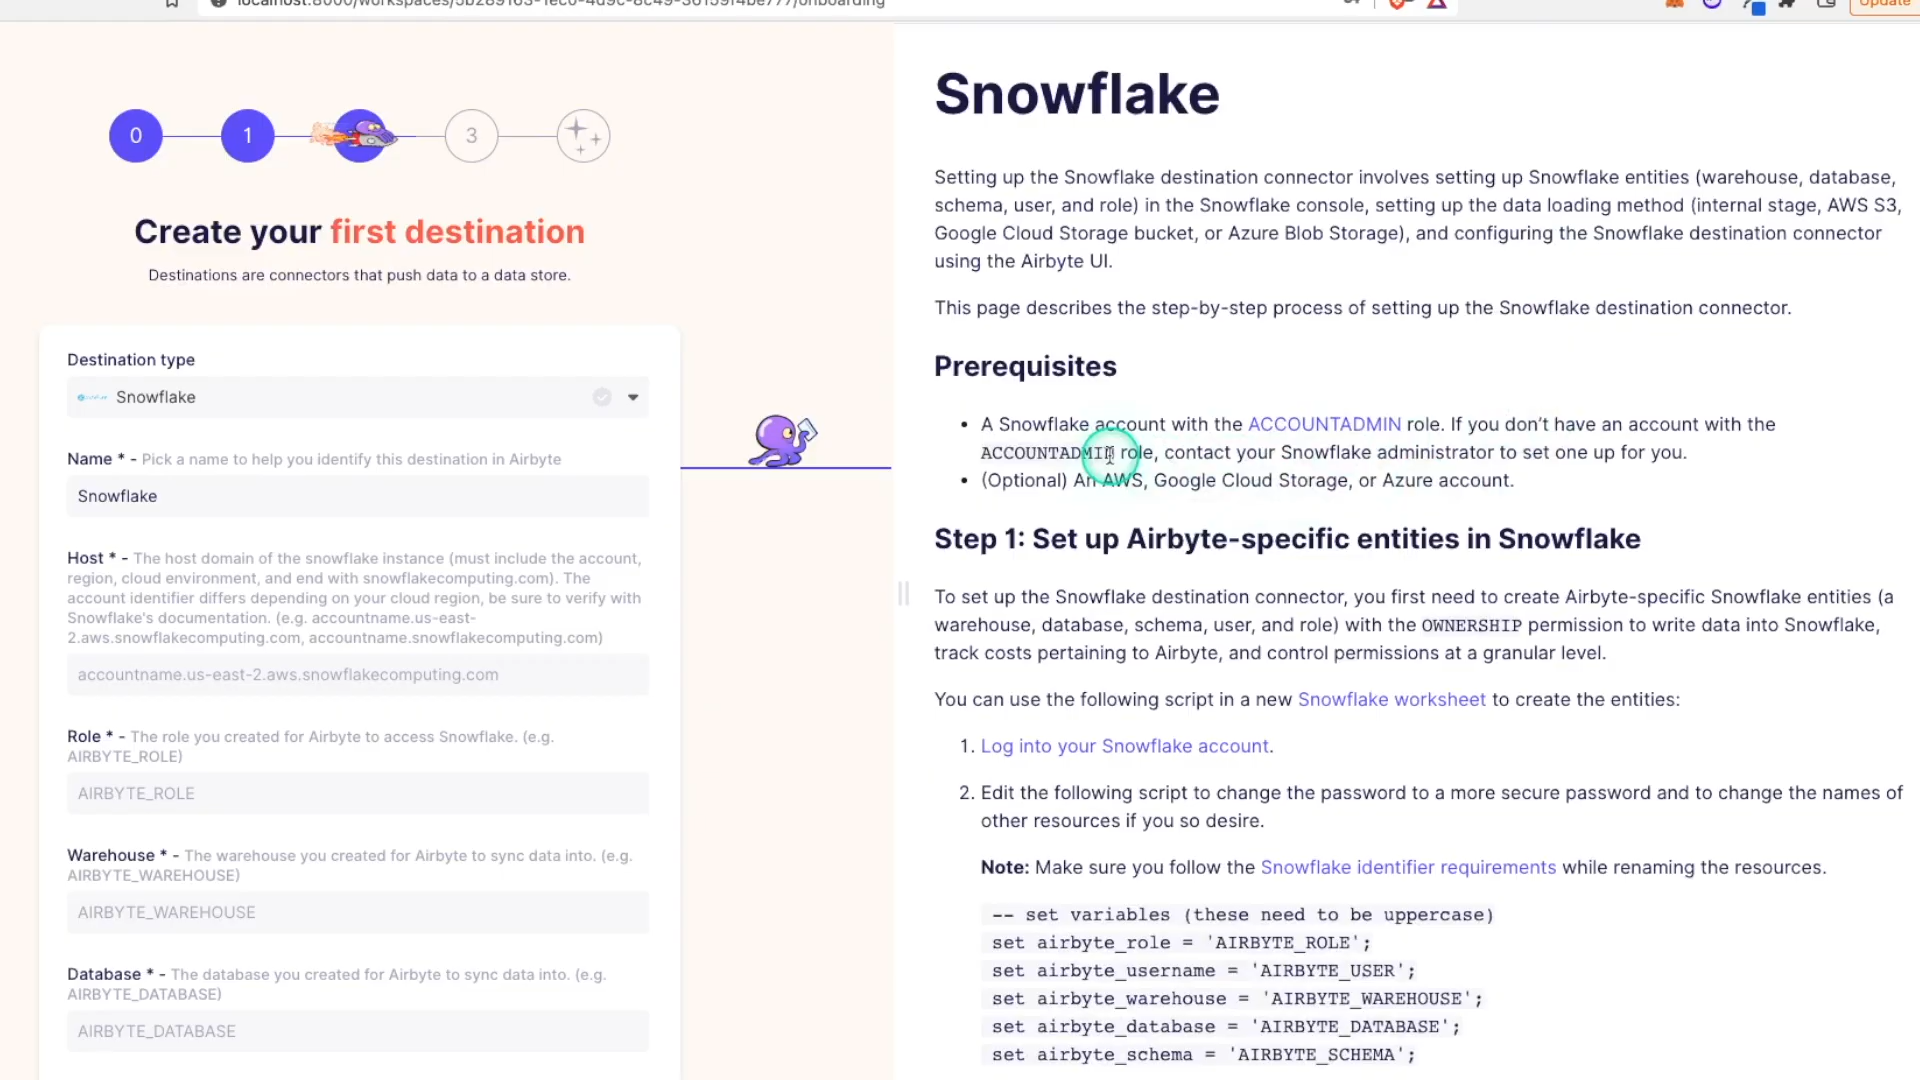 localhost:8000/workspaces/5b289163-1ec0-4d9c-8c49-36159f4be777/onboarding
Update
0
1
3
Create your first destination
Destinations are connectors that push data to a data store.
Destination type
Snowflake
Name * - Pick a name to help you identify this destination in Airbyte
Snowflake
Host * - The host domain of the snowflake instance (must include the account,
region, cloud environment, and end with snowflakecomputing.com). The
account identifier differs depending on your cloud region, be sure to verify with
Snowflake's documentation. (e.g. accountname.us-east-
2.aws.snowflakecomputing.com, accountname.snowflakecomputing.com)
accountname.us-east-2.aws.snowflakecomputing.com
Role * - The role you created for Airbyte to access Snowflake. (e.g.
AIRBYTE_ROLE)
AIRBYTE_ROLE
Warehouse * - The warehouse you created for Airbyte to sync data into. (e.g.
AIRBYTE_WAREHOUSE)
AIRBYTE_WAREHOUSE
Database * - The database you created for Airbyte to sync data into. (e.g.
AIRBYTE_DATABASE)
AIRBYTE_DATABASE
Snowflake
Setting up the Snowflake destination connector involves setting up Snowflake entities (warehouse, database,
schema, user, and role) in the Snowflake console, setting up the data loading method (internal stage, AWS S3,
Google Cloud Storage bucket, or Azure Blob Storage), and configuring the Snowflake destination connector
using the Airbyte UI.
This page describes the step-by-step process of setting up the Snowflake destination connector.
Prerequisites
• A Snowflake account with the ACCOUNTADMIN role. If you don't have an account with the
ACCOUNTADMIN role, contact your Snowflake administrator to set one up for you.
• (Optional) An AWS, Google Cloud Storage, or Azure account.
Step 1: Set up Airbyte-specific entities in Snowflake
To set up the Snowflake destination connector, you first need to create Airbyte-specific Snowflake entities (a
warehouse, database, schema, user, and role) with the OWNERSHIP permission to write data into Snowflake,
track costs pertaining to Airbyte, and control permissions at a granular level.
You can use the following script in a new Snowflake worksheet to create the entities:
1. Log into your Snowflake account.
2. Edit the following script to change the password to a more secure password and to change the names of
other resources if you so desire.
Note: Make sure you follow the Snowflake identifier requirements while renaming the resources.
-- set variables (these need to be uppercase)
set airbyte_role = 'AIRBYTE_ROLE';
set airbyte_username = 'AIRBYTE_USER';
set airbyte_warehouse = 'AIRBYTE_WAREHOUSE';
set airbyte_database = 'AIRBYTE_DATABASE';
set airbyte_schema = 'AIRBYTE_SCHEMA';